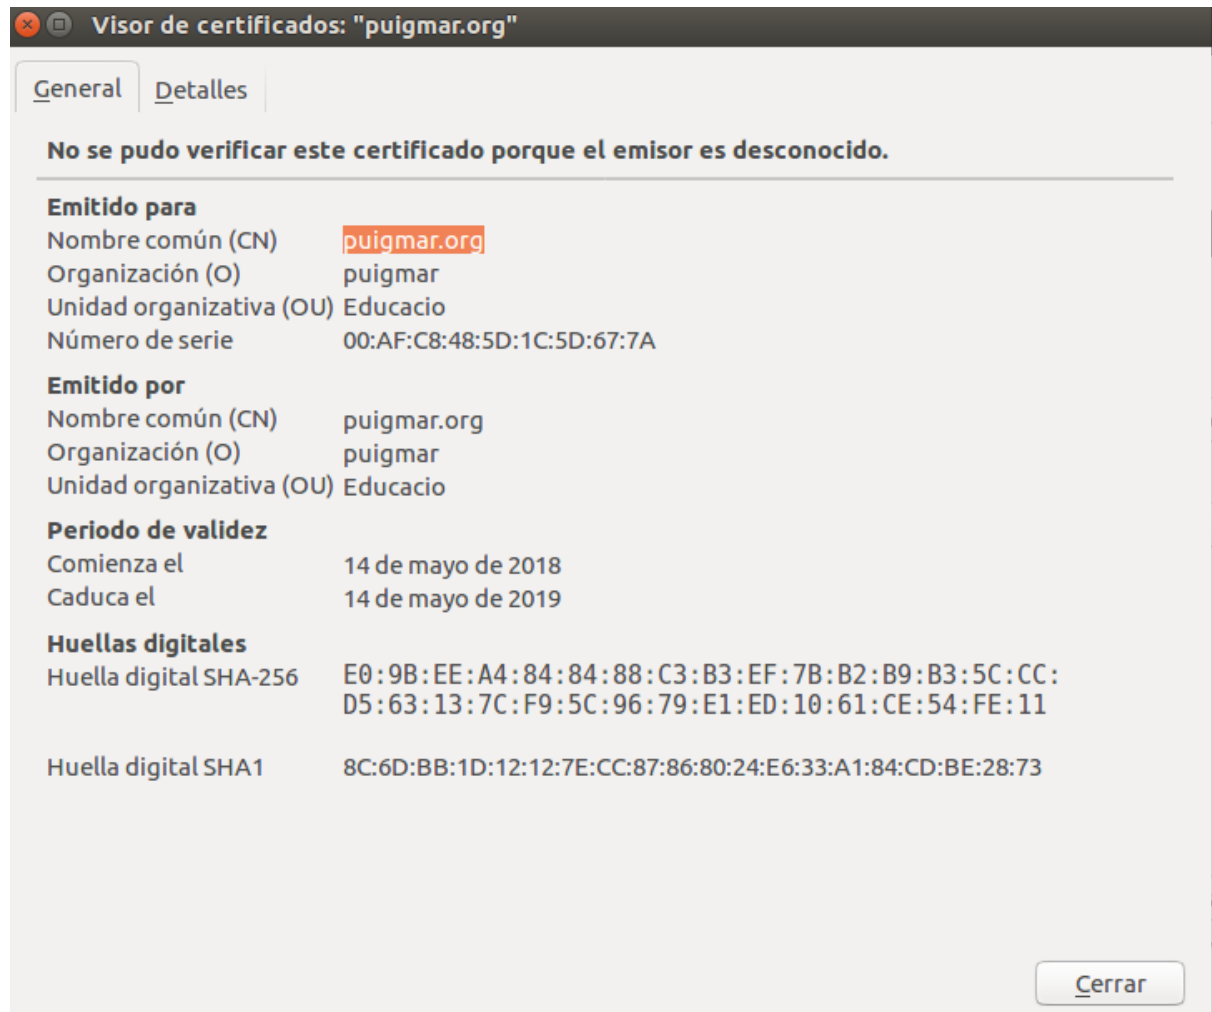 Visor de certificados: "puigmar.org"
General Detalles
No se pudo verificar este certificado porque el emisor es desconocido.
Emitido para
Nombre común (CN) puigmar.org
Organización (O) puigmar
Unidad organizativa (OU) Educacio
Número de serie 00:AF:C8:48:5D:1C:5D:67:7A
Emitido por
Nombre común (CN) puigmar.org
Organización (O) puigmar
Unidad organizativa (OU) Educacio
Periodo de validez
Comienza el 14 de mayo de 2018
Caduca el 14 de mayo de 2019
Huellas digitales
Huella digital SHA-256 E0:9B:EE:A4:84:84:88:C3:B3:EF:7B:B2:B9:B3:5C:CC:
D5:63:13:7C:F9:5C:96:79:E1:ED:10:61:CE:54:FE:11
Huella digital SHA1 8C:6D:BB:1D:12:12:7E:CC:87:86:80:24:E6:33:A1:84:CD:BE:28:73
Cerrar